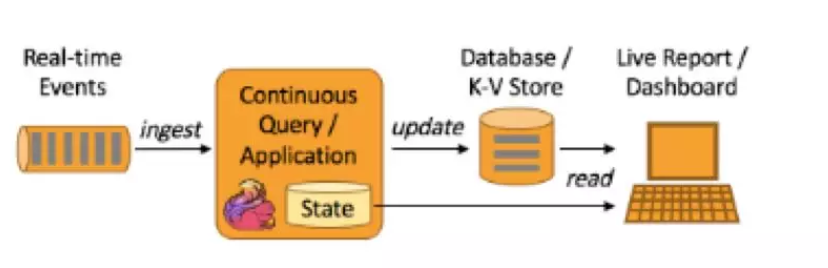 Real-time
Events
ingest
Continuous
Query /
Application
State
update
Database /
K-V Store
read
Live Report /
Dashboard